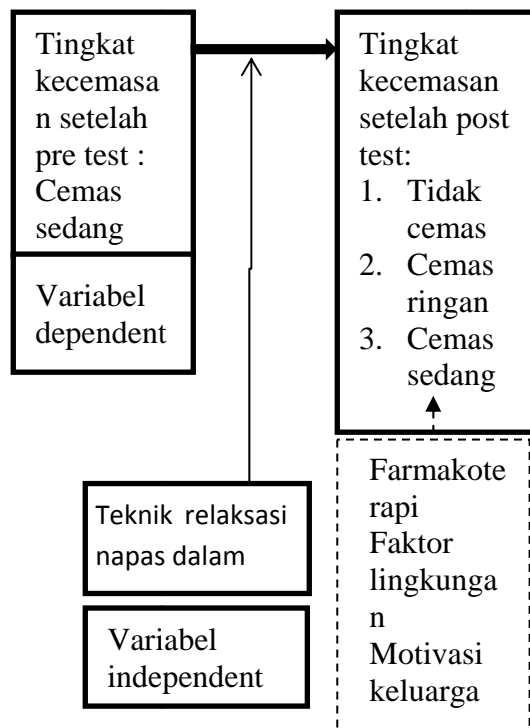 Tingkat
kecemasa
n setelah
pre test :
Cemas
sedang
Variabel
dependent
Tingkat
kecemasan
setelah post
test:
1. Tidak
cemas
2. Cemas
ringan
3. Cemas
sedang
Teknik relaksasi
napas dalam
Variabel
independent
Farmakote
rapi
Faktor
lingkunga
n
Motivasi
keluarga